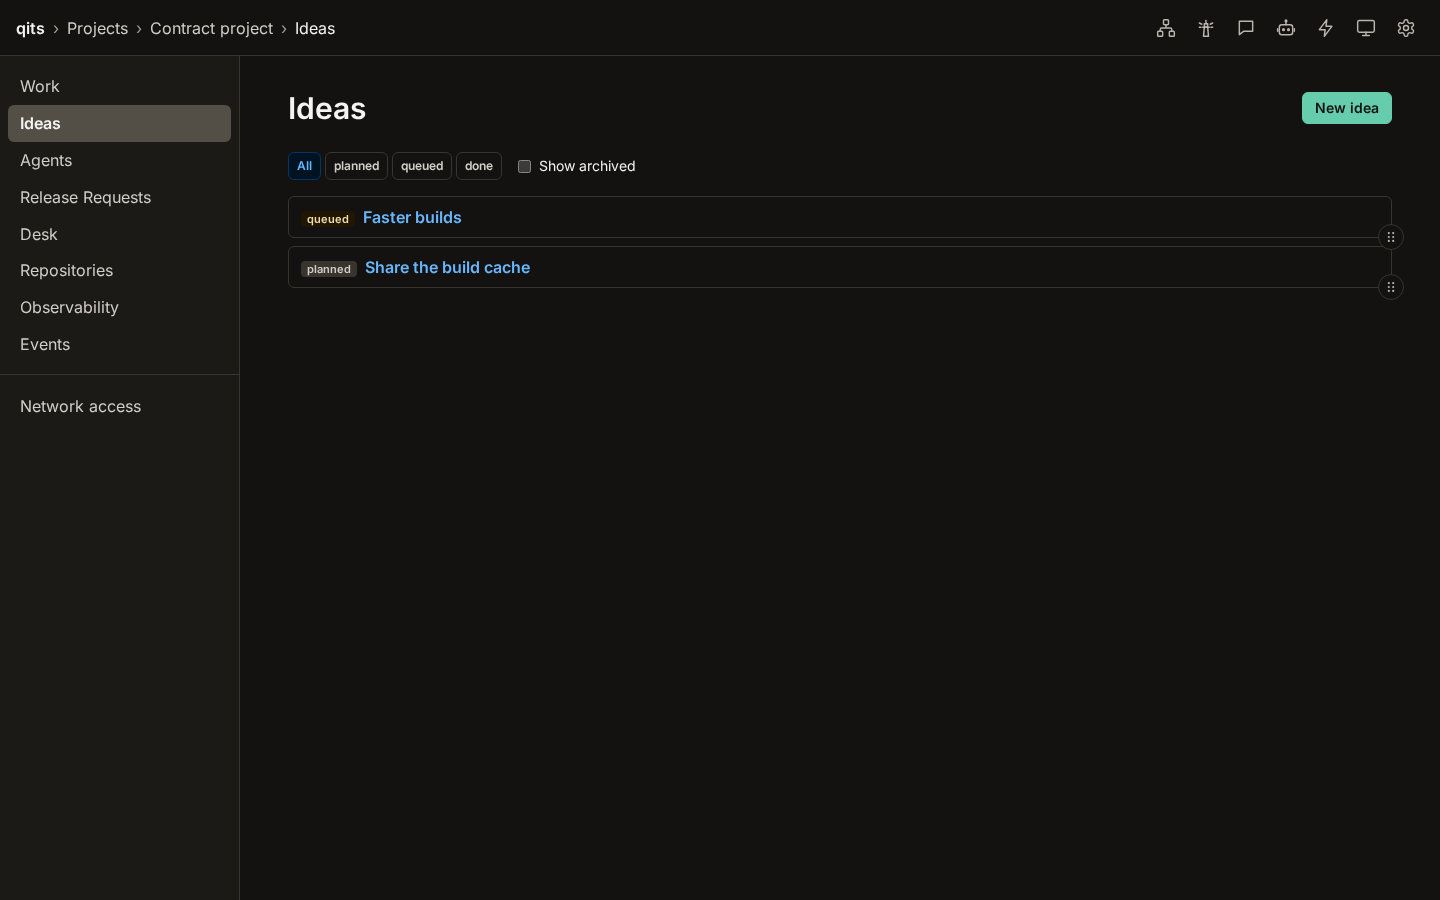 qits › Projects › Contract project › Ideas
Work
Ideas
Agents
Release Requests
Desk
Repositories
Observability
Events
Network access
Ideas
New idea
All planned queued done Show archived
queued Faster builds
planned Share the build cache